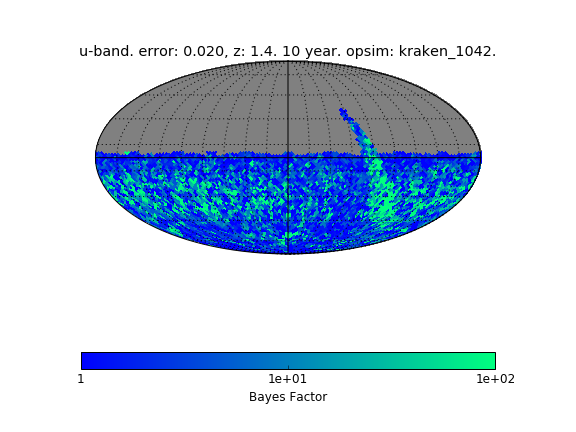 u-band. error: 0.020, z: 1.4. 10 year. opsim: kraken_1042.
1 1e+01 1e+02
Bayes Factor